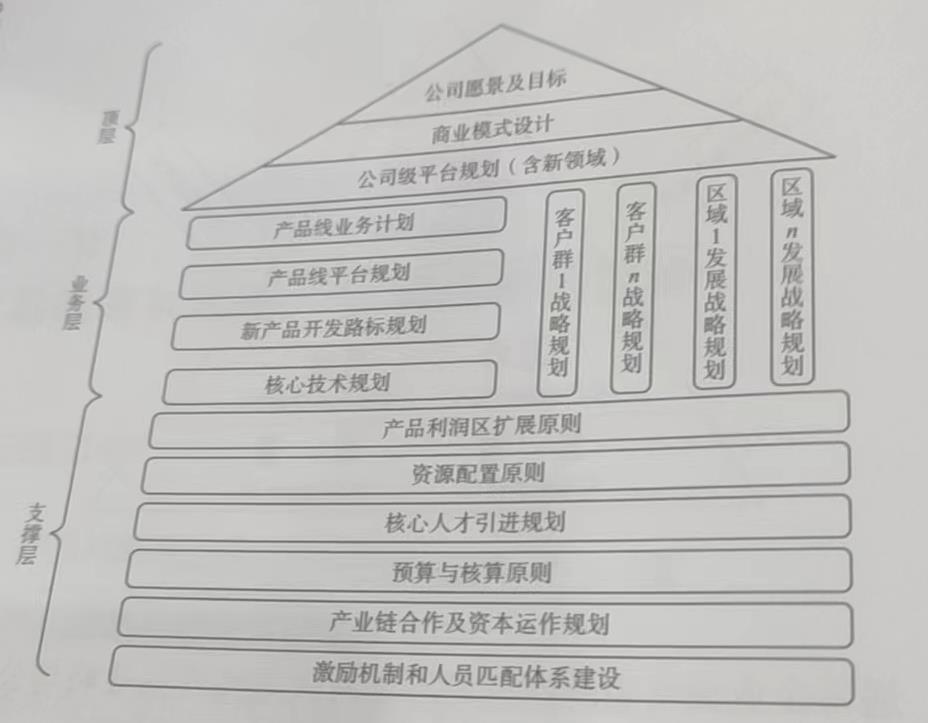 公司愿景及目标
商业模式设计
公司级平台规划（含新领域）
顶层
产品线业务计划
产品线平台规划
新产品开发路标规划
核心技术规划
客户群1战略规划
客户群n战略规划
区域1发展战略规划
区域n发展战略规划
业务层
产品利润区扩展原则
资源配置原则
核心人才引进规划
预算与核算原则
产业链合作及资本运作规划
激励机制和人员匹配体系建设
支撑层